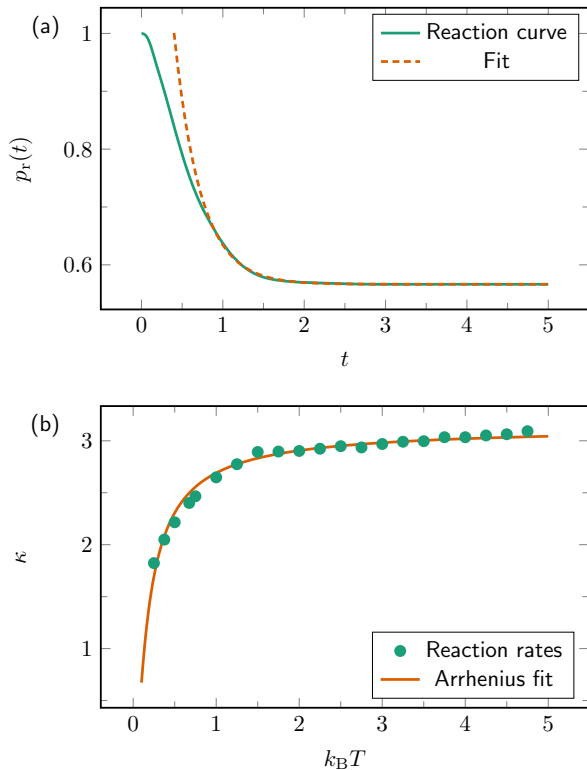 (a)
1
0.8
0.6
p_r(t)
Reaction curve
Fit
0 1 2 3 4 5
t
(b)
3
2
1
κ
Reaction rates
Arrhenius fit
0 1 2 3 4 5
k_B T